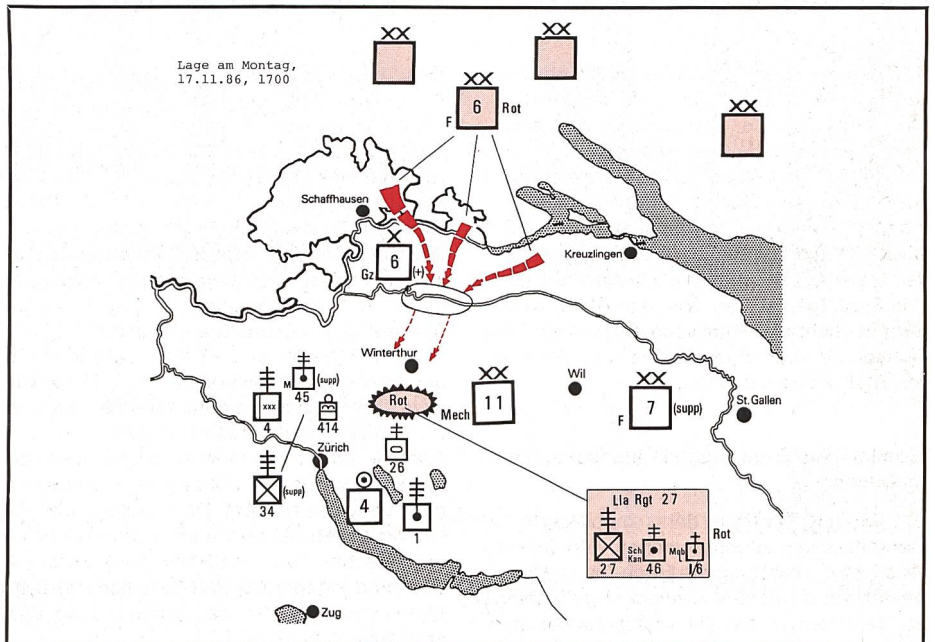 Lage am Montag,
17.11.86, 1700
XX
XX
XX
F 6 Rot
XX
Schaffhausen
X
Gz 6 (+)
Kreuzlingen
Winterthur
Rot
XX
Mech 11
Wil
XX
F 7 (supp)
St.Gallen
M 45 (supp)
xxx
4
414
26
Zürich
34 (supp)
4
1
Lla Rgt 27
Rot
27
Sch Kan 46
Mqb I/6
Zug